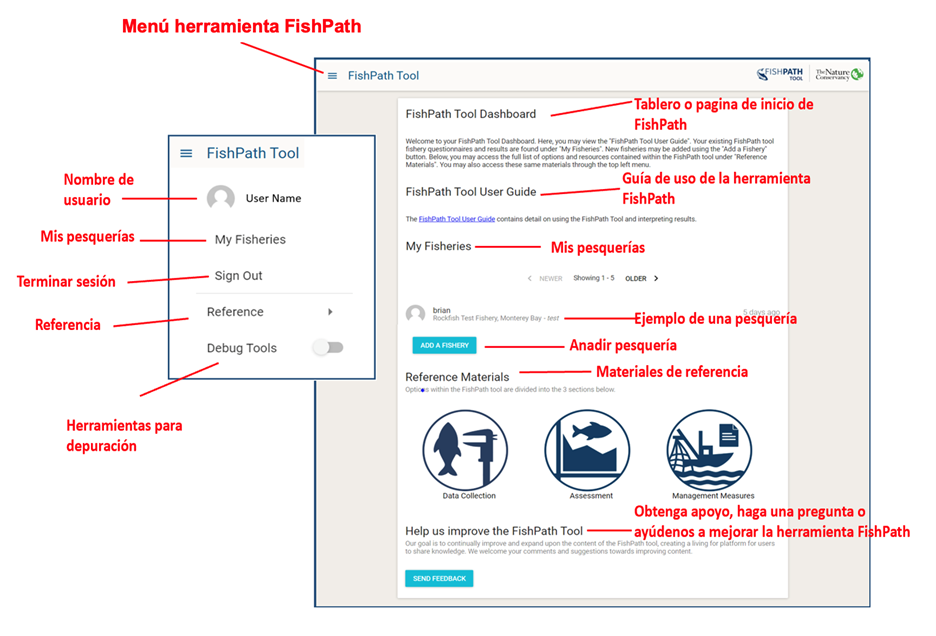 Menú herramienta FishPath
FishPath Tool
FISHPATH
TOOL
The Nature
Conservancy
FishPath Tool Dashboard
Tablero o pagina de inicio de
FishPath
Welcome to your FishPath Tool Dashboard. Here, you may view the "FishPath Tool User Guide". Your existing FishPath tool
fishery questionnaires and results are found under "My Fisheries". New fisheries may be added using the "Add a Fishery"
button. Below, you may access the full list of options and resources contained within the FishPath tool under "Reference
Materials". You may also access these same materials through the top left menu.
FishPath Tool User Guide
Guía de uso de la herramienta
FishPath
The FishPath Tool User Guide contains detail on using the FishPath Tool and interpreting results.
My Fisheries
Mis pesquerías
NEWER Showing 1 - 5 OLDER
brian
5 days ago
Rockfish Test Fishery, Monterey Bay - test
Ejemplo de una pesquería
ADD A FISHERY
Anadir pesquería
Reference Materials
Materiales de referencia
Options within the FishPath tool are divided into the 3 sections below.
Data Collection
Assessment
Management Measures
Obtenga apoyo, haga una pregunta o
ayúdenos a mejorar la herramienta FishPath
Help us improve the FishPath Tool
Our goal is to continually improve and expand upon the content of the FishPath tool, creating a living for platform for users
to share knowledge. We welcome your comments and suggestions towards improving content.
SEND FEEDBACK
FishPath Tool
Nombre de
usuario
User Name
Mis pesquerías
My Fisheries
Terminar sesión
Sign Out
Referencia
Reference
Debug Tools
Herramientas para
depuración